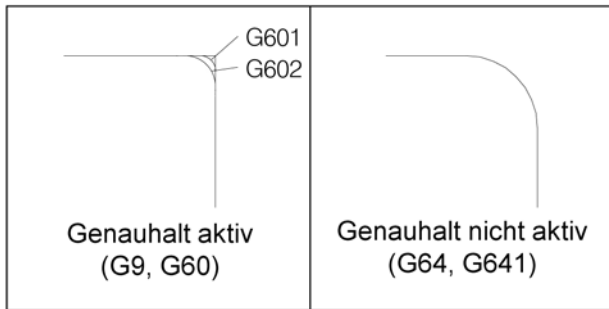 G601
G602
Genauhalt aktiv
(G9, G60)
Genauhalt nicht aktiv
(G64, G641)